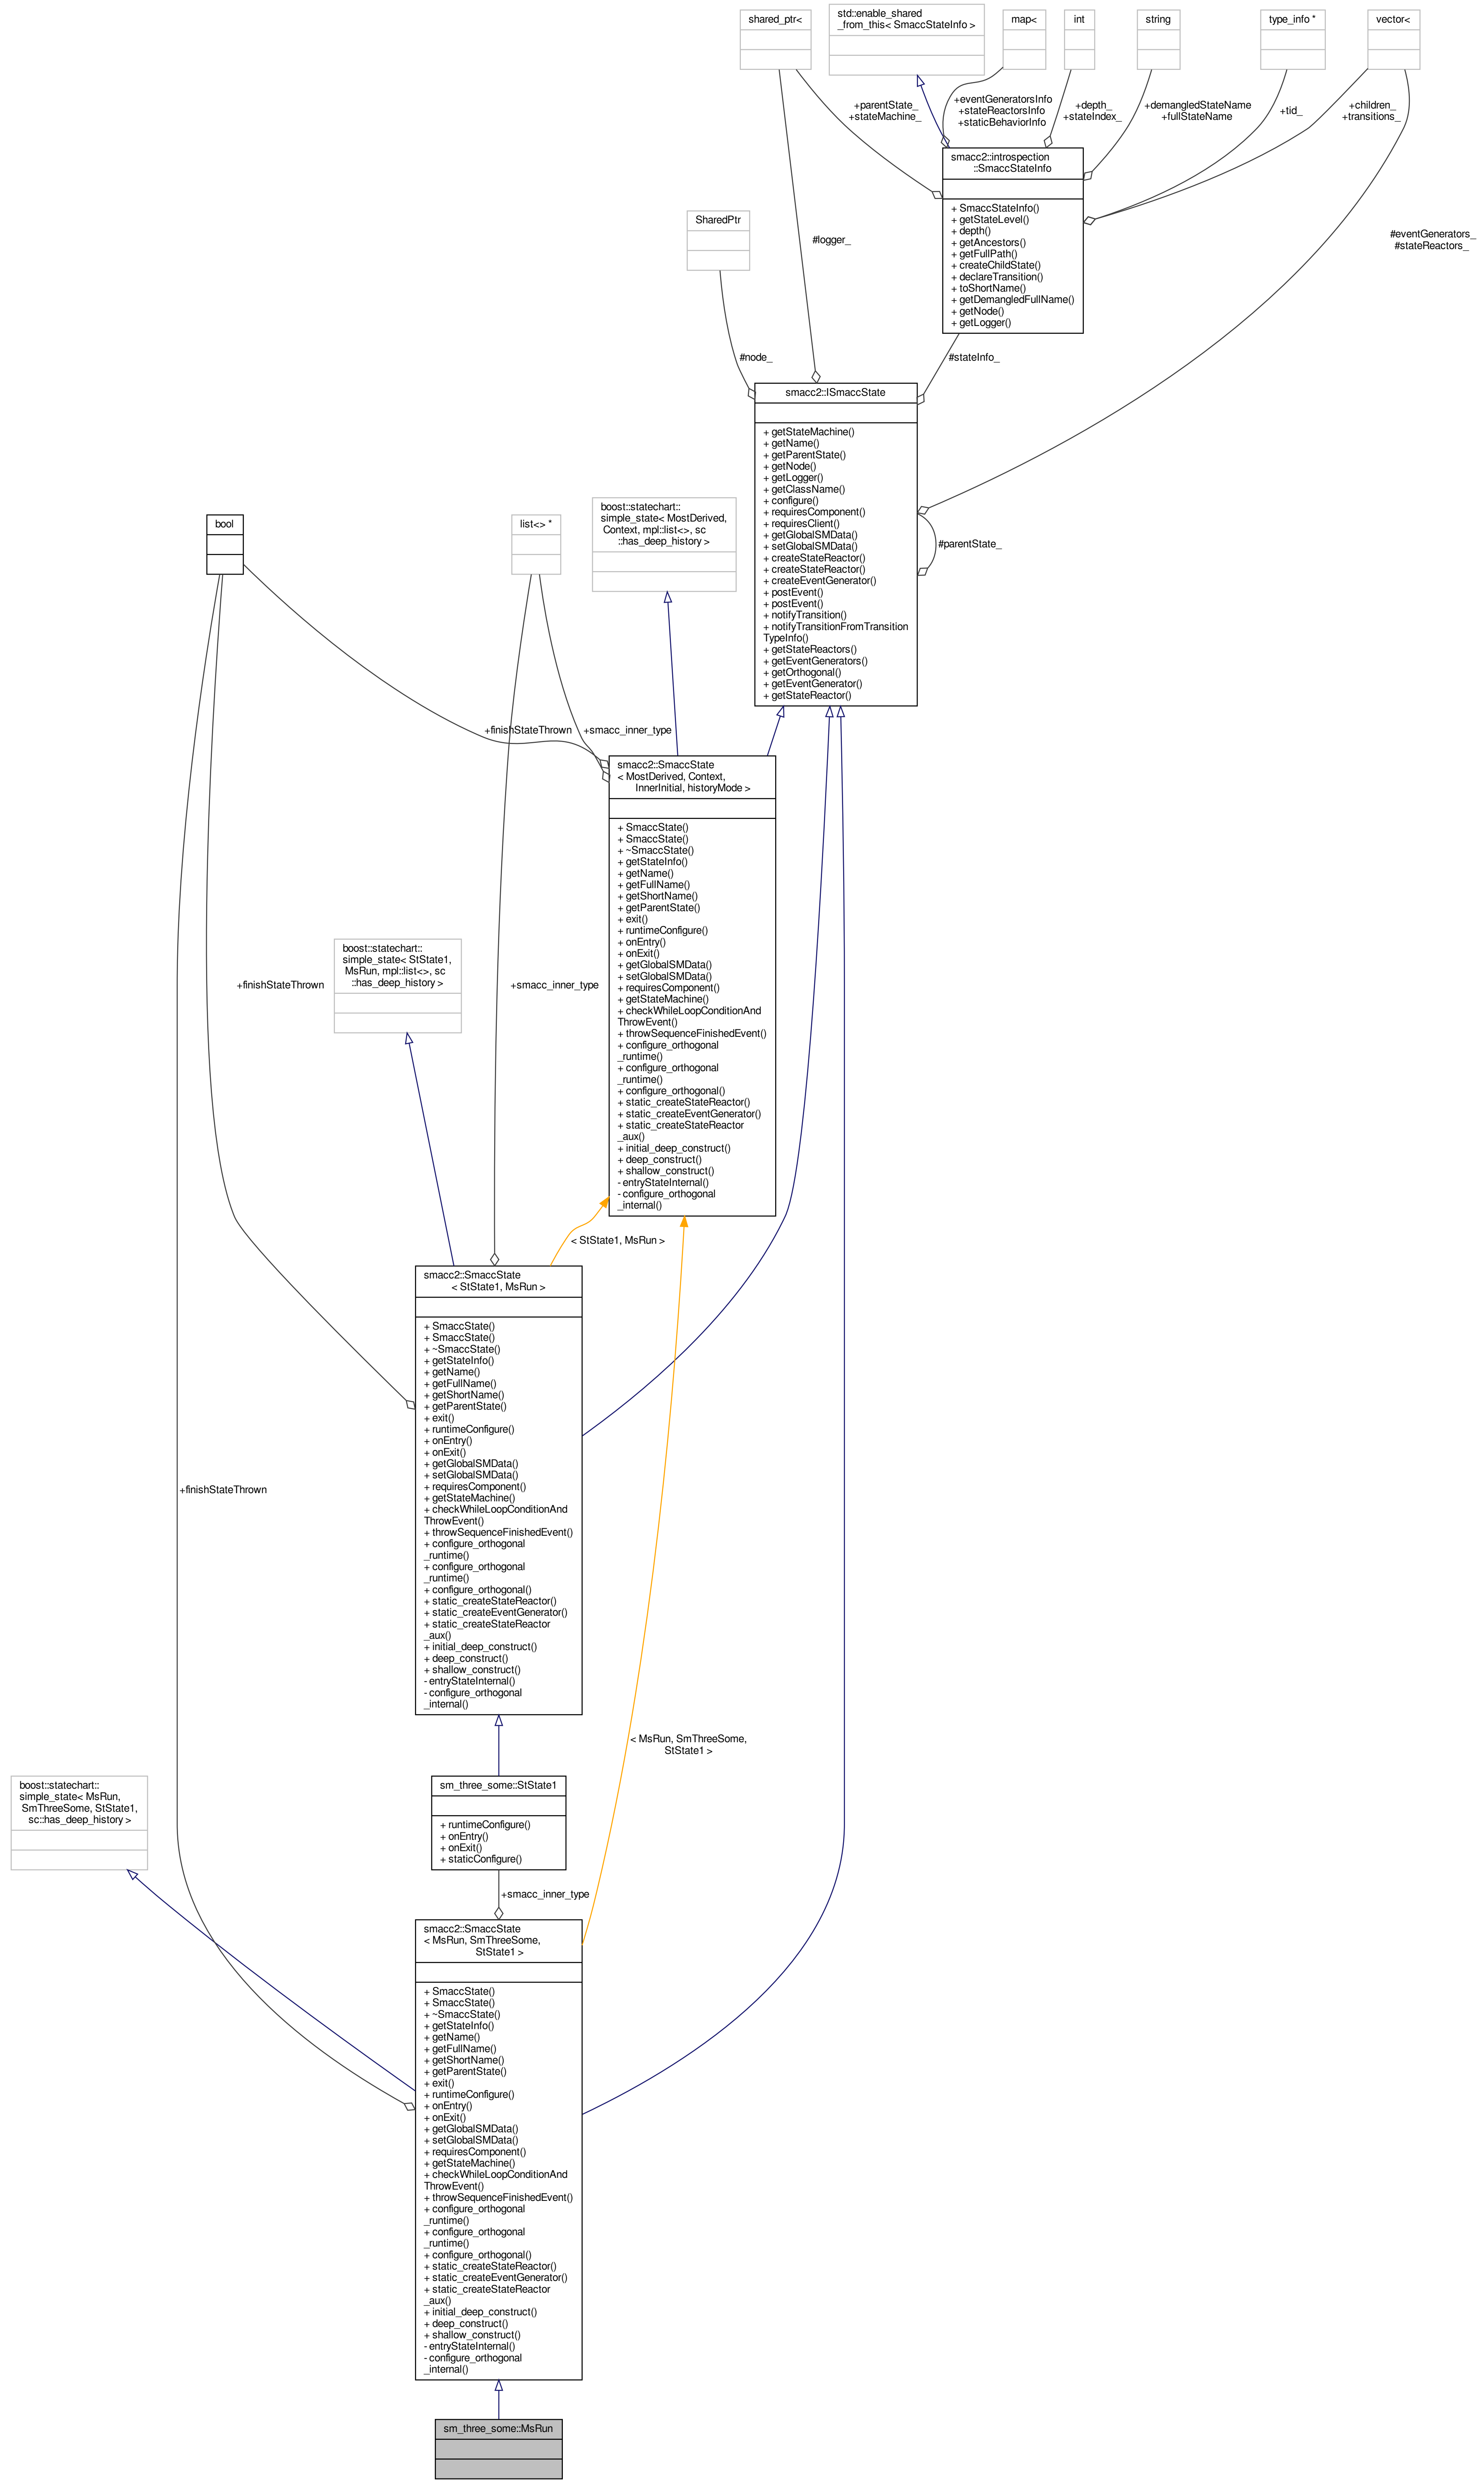 shared_ptr<
std::enable_shared
_from_this< SmaccStateInfo >
map<
int
string
type_info *
vector<
+parentState_
+stateMachine_
+eventGeneratorsInfo
+stateReactorsInfo
+staticBehaviorInfo
+depth_
+stateIndex_
+demangledStateName
+fullStateName
+tid_
+children_
+transitions_
smacc2::introspection
::SmaccStateInfo
+ SmaccStateInfo()
+ getStateLevel()
+ depth()
+ getAncestors()
+ getFullPath()
+ createChildState()
+ declareTransition()
+ toShortName()
+ getDemangledFullName()
+ getNode()
+ getLogger()
SharedPtr
#logger_
#eventGenerators_
#stateReactors_
#node_
#stateInfo_
smacc2::ISmaccState
+ getStateMachine()
+ getName()
+ getParentState()
+ getNode()
+ getLogger()
+ getClassName()
+ configure()
+ requiresComponent()
+ requiresClient()
+ getGlobalSMData()
+ setGlobalSMData()
+ createStateReactor()
+ createStateReactor()
+ createEventGenerator()
+ postEvent()
+ postEvent()
+ notifyTransition()
+ notifyTransitionFromTransition
TypeInfo()
+ getStateReactors()
+ getEventGenerators()
+ getOrthogonal()
+ getEventGenerator()
+ getStateReactor()
#parentState_
bool
list<> *
boost::statechart::
simple_state< MostDerived,
Context, mpl::list<>, sc
::has_deep_history >
+finishStateThrown
+smacc_inner_type
smacc2::SmaccState
< MostDerived, Context,
InnerInitial, historyMode >
+ SmaccState()
+ SmaccState()
+ ~SmaccState()
+ getStateInfo()
+ getName()
+ getFullName()
+ getShortName()
+ getParentState()
+ exit()
+ runtimeConfigure()
+ onEntry()
+ onExit()
+ getGlobalSMData()
+ setGlobalSMData()
+ requiresComponent()
+ getStateMachine()
+ checkWhileLoopConditionAnd
ThrowEvent()
+ throwSequenceFinishedEvent()
+ configure_orthogonal
_runtime()
+ configure_orthogonal
_runtime()
+ configure_orthogonal()
+ static_createStateReactor()
+ static_createEventGenerator()
+ static_createStateReactor
_aux()
+ initial_deep_construct()
+ deep_construct()
+ shallow_construct()
- entryStateInternal()
- configure_orthogonal
_internal()
boost::statechart::
simple_state< StState1,
MsRun, mpl::list<>, sc
::has_deep_history >
+finishStateThrown
+smacc_inner_type
< StState1, MsRun >
smacc2::SmaccState
< StState1, MsRun >
+ SmaccState()
+ SmaccState()
+ ~SmaccState()
+ getStateInfo()
+ getName()
+ getFullName()
+ getShortName()
+ getParentState()
+ exit()
+ runtimeConfigure()
+ onEntry()
+ onExit()
+ getGlobalSMData()
+ setGlobalSMData()
+ requiresComponent()
+ getStateMachine()
+ checkWhileLoopConditionAnd
ThrowEvent()
+ throwSequenceFinishedEvent()
+ configure_orthogonal
_runtime()
+ configure_orthogonal
_runtime()
+ configure_orthogonal()
+ static_createStateReactor()
+ static_createEventGenerator()
+ static_createStateReactor
_aux()
+ initial_deep_construct()
+ deep_construct()
+ shallow_construct()
- entryStateInternal()
- configure_orthogonal
_internal()
+finishStateThrown
< MsRun, SmThreeSome,
StState1 >
boost::statechart::
simple_state< MsRun,
SmThreeSome, StState1,
sc::has_deep_history >
sm_three_some::StState1
+ runtimeConfigure()
+ onEntry()
+ onExit()
+ staticConfigure()
+smacc_inner_type
smacc2::SmaccState
< MsRun, SmThreeSome,
StState1 >
+ SmaccState()
+ SmaccState()
+ ~SmaccState()
+ getStateInfo()
+ getName()
+ getFullName()
+ getShortName()
+ getParentState()
+ exit()
+ runtimeConfigure()
+ onEntry()
+ onExit()
+ getGlobalSMData()
+ setGlobalSMData()
+ requiresComponent()
+ getStateMachine()
+ checkWhileLoopConditionAnd
ThrowEvent()
+ throwSequenceFinishedEvent()
+ configure_orthogonal
_runtime()
+ configure_orthogonal
_runtime()
+ configure_orthogonal()
+ static_createStateReactor()
+ static_createEventGenerator()
+ static_createStateReactor
_aux()
+ initial_deep_construct()
+ deep_construct()
+ shallow_construct()
- entryStateInternal()
- configure_orthogonal
_internal()
sm_three_some::MsRun